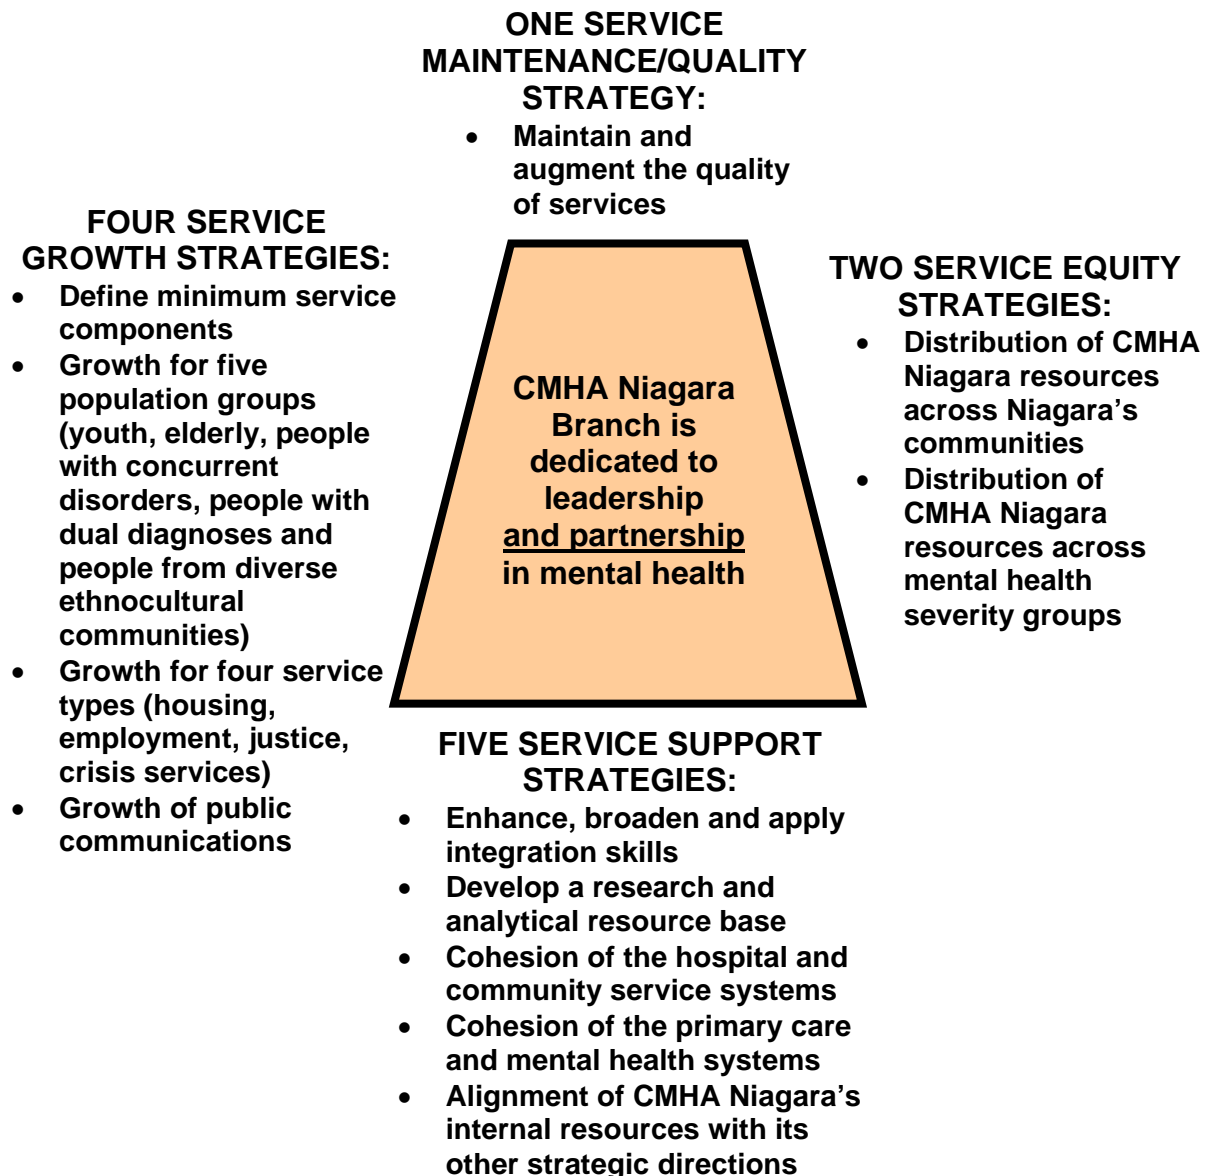 ONE SERVICE
MAINTENANCE/QUALITY
STRATEGY:
• Maintain and
augment the quality
of services
FOUR SERVICE
GROWTH STRATEGIES:
• Define minimum service
components
• Growth for five
population groups
(youth, elderly, people
with concurrent
disorders, people with
dual diagnoses and
people from diverse
ethnocultural
communities)
• Growth for four service
types (housing,
employment, justice,
crisis services)
• Growth of public
communications
CMHA Niagara
Branch is
dedicated to
leadership
and partnership
in mental health
TWO SERVICE EQUITY
STRATEGIES:
• Distribution of CMHA
Niagara resources
across Niagara’s
communities
• Distribution of
CMHA Niagara
resources across
mental health
severity groups
FIVE SERVICE SUPPORT
STRATEGIES:
• Enhance, broaden and apply
integration skills
• Develop a research and
analytical resource base
• Cohesion of the hospital and
community service systems
• Cohesion of the primary care
and mental health systems
• Alignment of CMHA Niagara’s
internal resources with its
other strategic directions